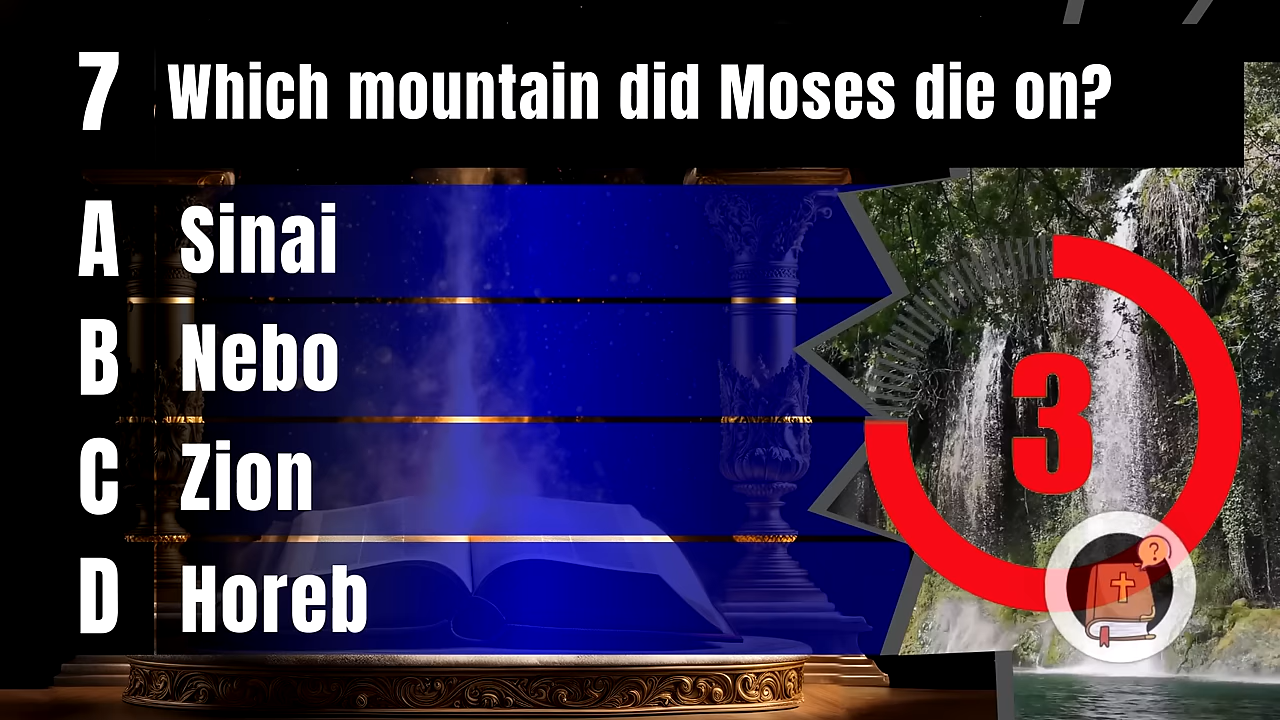 7 Which mountain did Moses die on?
A Sinai
B Nebo
C Zion
D Horeb
3
?